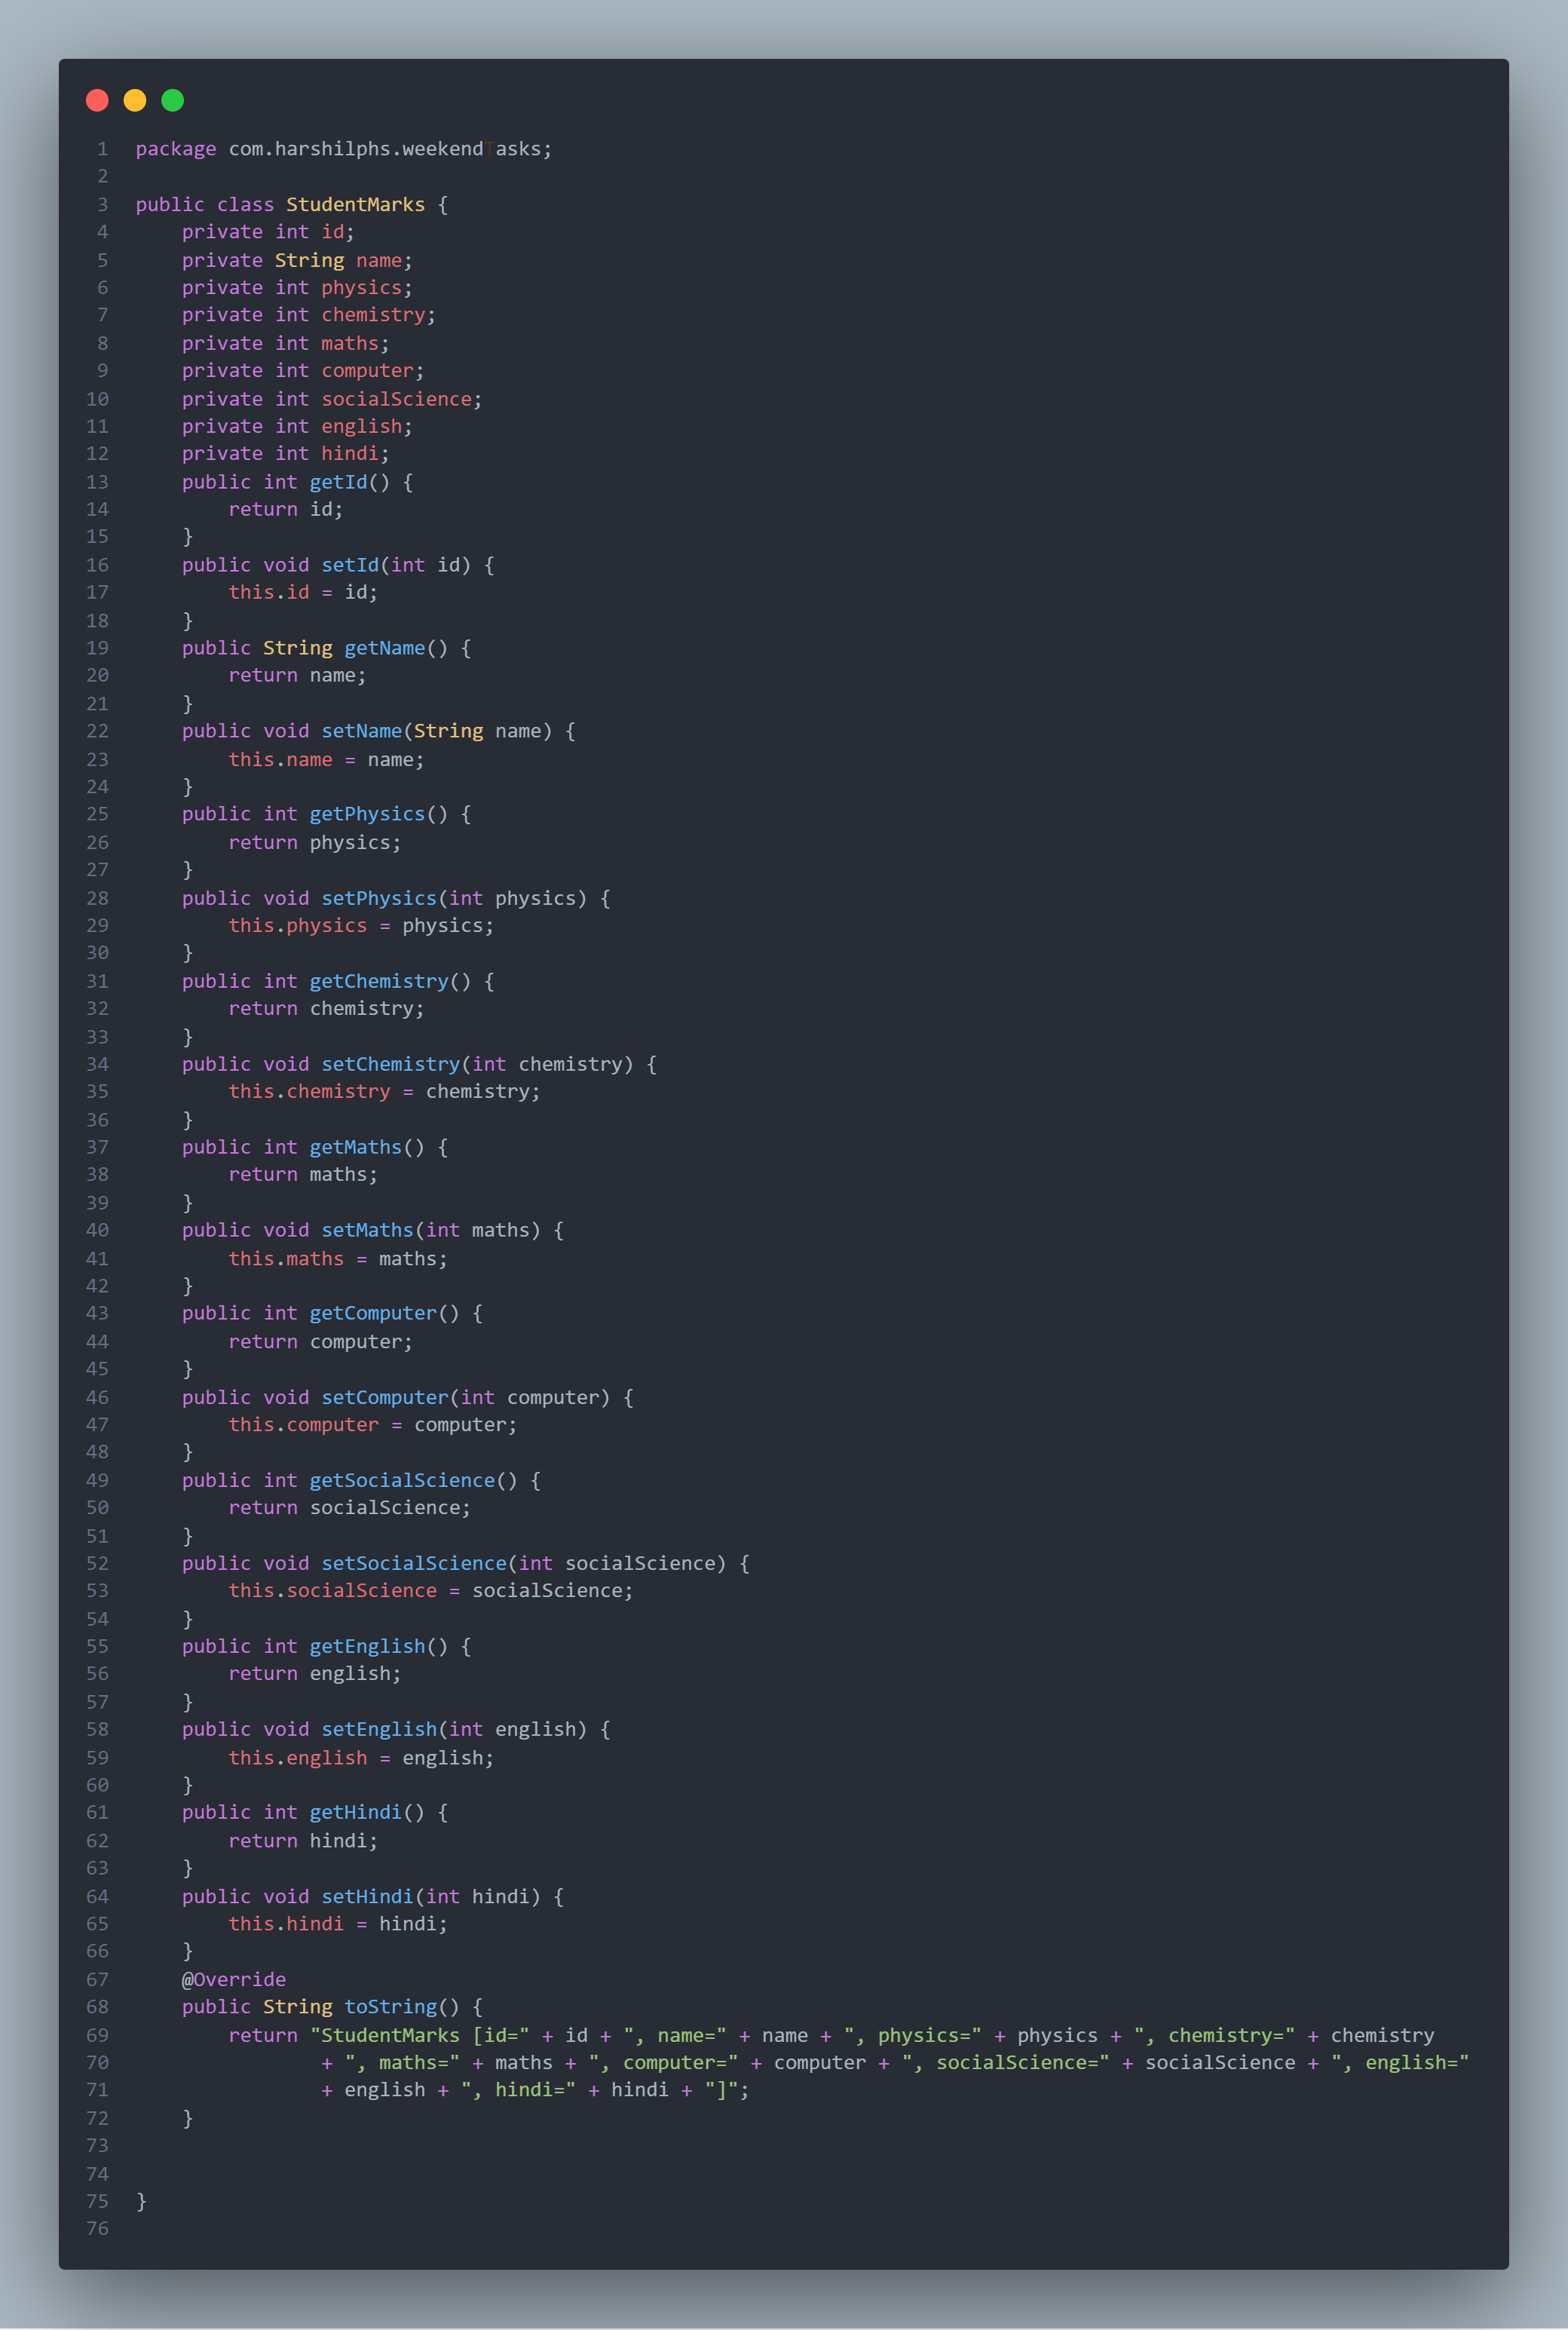 1 package com.harshilphs.weekendTasks;
2
3 public class StudentMarks {
4     private int id;
5     private String name;
6     private int physics;
7     private int chemistry;
8     private int maths;
9     private int computer;
10     private int socialScience;
11     private int english;
12     private int hindi;
13     public int getId() {
14         return id;
15     }
16     public void setId(int id) {
17         this.id = id;
18     }
19     public String getName() {
20         return name;
21     }
22     public void setName(String name) {
23         this.name = name;
24     }
25     public int getPhysics() {
26         return physics;
27     }
28     public void setPhysics(int physics) {
29         this.physics = physics;
30     }
31     public int getChemistry() {
32         return chemistry;
33     }
34     public void setChemistry(int chemistry) {
35         this.chemistry = chemistry;
36     }
37     public int getMaths() {
38         return maths;
39     }
40     public void setMaths(int maths) {
41         this.maths = maths;
42     }
43     public int getComputer() {
44         return computer;
45     }
46     public void setComputer(int computer) {
47         this.computer = computer;
48     }
49     public int getSocialScience() {
50         return socialScience;
51     }
52     public void setSocialScience(int socialScience) {
53         this.socialScience = socialScience;
54     }
55     public int getEnglish() {
56         return english;
57     }
58     public void setEnglish(int english) {
59         this.english = english;
60     }
61     public int getHindi() {
62         return hindi;
63     }
64     public void setHindi(int hindi) {
65         this.hindi = hindi;
66     }
67     @Override
68     public String toString() {
69         return "StudentMarks [id=" + id + ", name=" + name + ", physics=" + physics + ", chemistry=" + chemistry
70                 + ", maths=" + maths + ", computer=" + computer + ", socialScience=" + socialScience + ", english="
71                 + english + ", hindi=" + hindi + "]";
72     }
73
74
75 }
76